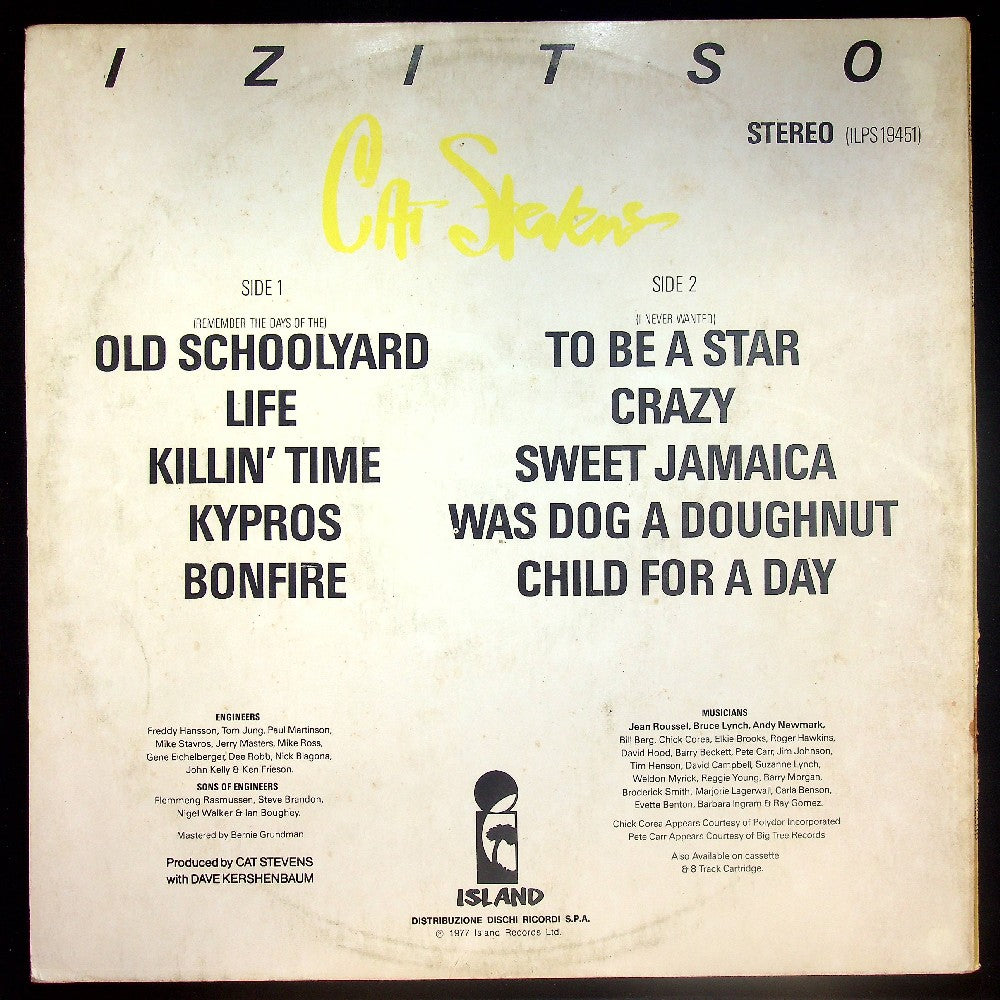 IZITSO
STEREO (ILPS 19451)
Cat Stevens
SIDE 1
(REMEMBER THE DAYS OF THE)
OLD SCHOOLYARD
LIFE
KILLIN' TIME
KYPROS
BONFIRE
SIDE 2
(I NEVER WANTED)
TO BE A STAR
CRAZY
SWEET JAMAICA
WAS DOG A DOUGHNUT
CHILD FOR A DAY
ENGINEERS
Freddy Hansson, Tom Jung, Paul Martinson,
Mike Stavros, Jerry Masters, Mike Ross,
Gene Eichelberger, Dee Robb, Nick Blagona,
John Kelly & Ken Frieson.
SONS OF ENGINEERS
Flemmeng Rasmussen, Steve Brandon,
Nigel Walker & Ian Boughey.
Mastered by Bernie Grundman
Produced by CAT STEVENS
with DAVE KERSHENBAUM
MUSICIANS
Jean Roussel, Bruce Lynch, Andy Newmark,
Bill Berg, Chick Corea, Elkie Brooks, Roger Hawkins,
David Hood, Barry Beckett, Pete Carr, Jim Johnson,
Tim Henson, David Campbell, Suzanne Lynch,
Weldon Myrick, Reggie Young, Barry Morgan,
Broderick Smith, Marjorie Lagerwall, Carla Benson,
Evette Benton, Barbara Ingram & Ray Gomez.
Chick Corea Appears Courtesy of Polydor Incorporated
Pete Carr Appears Courtesy of Big Tree Records
Also Available on cassette
& 8 Track Cartridge.
ISLAND
DISTRIBUZIONE DISCHI RICORDI S.P.A.
℗ 1977 Island Records Ltd.